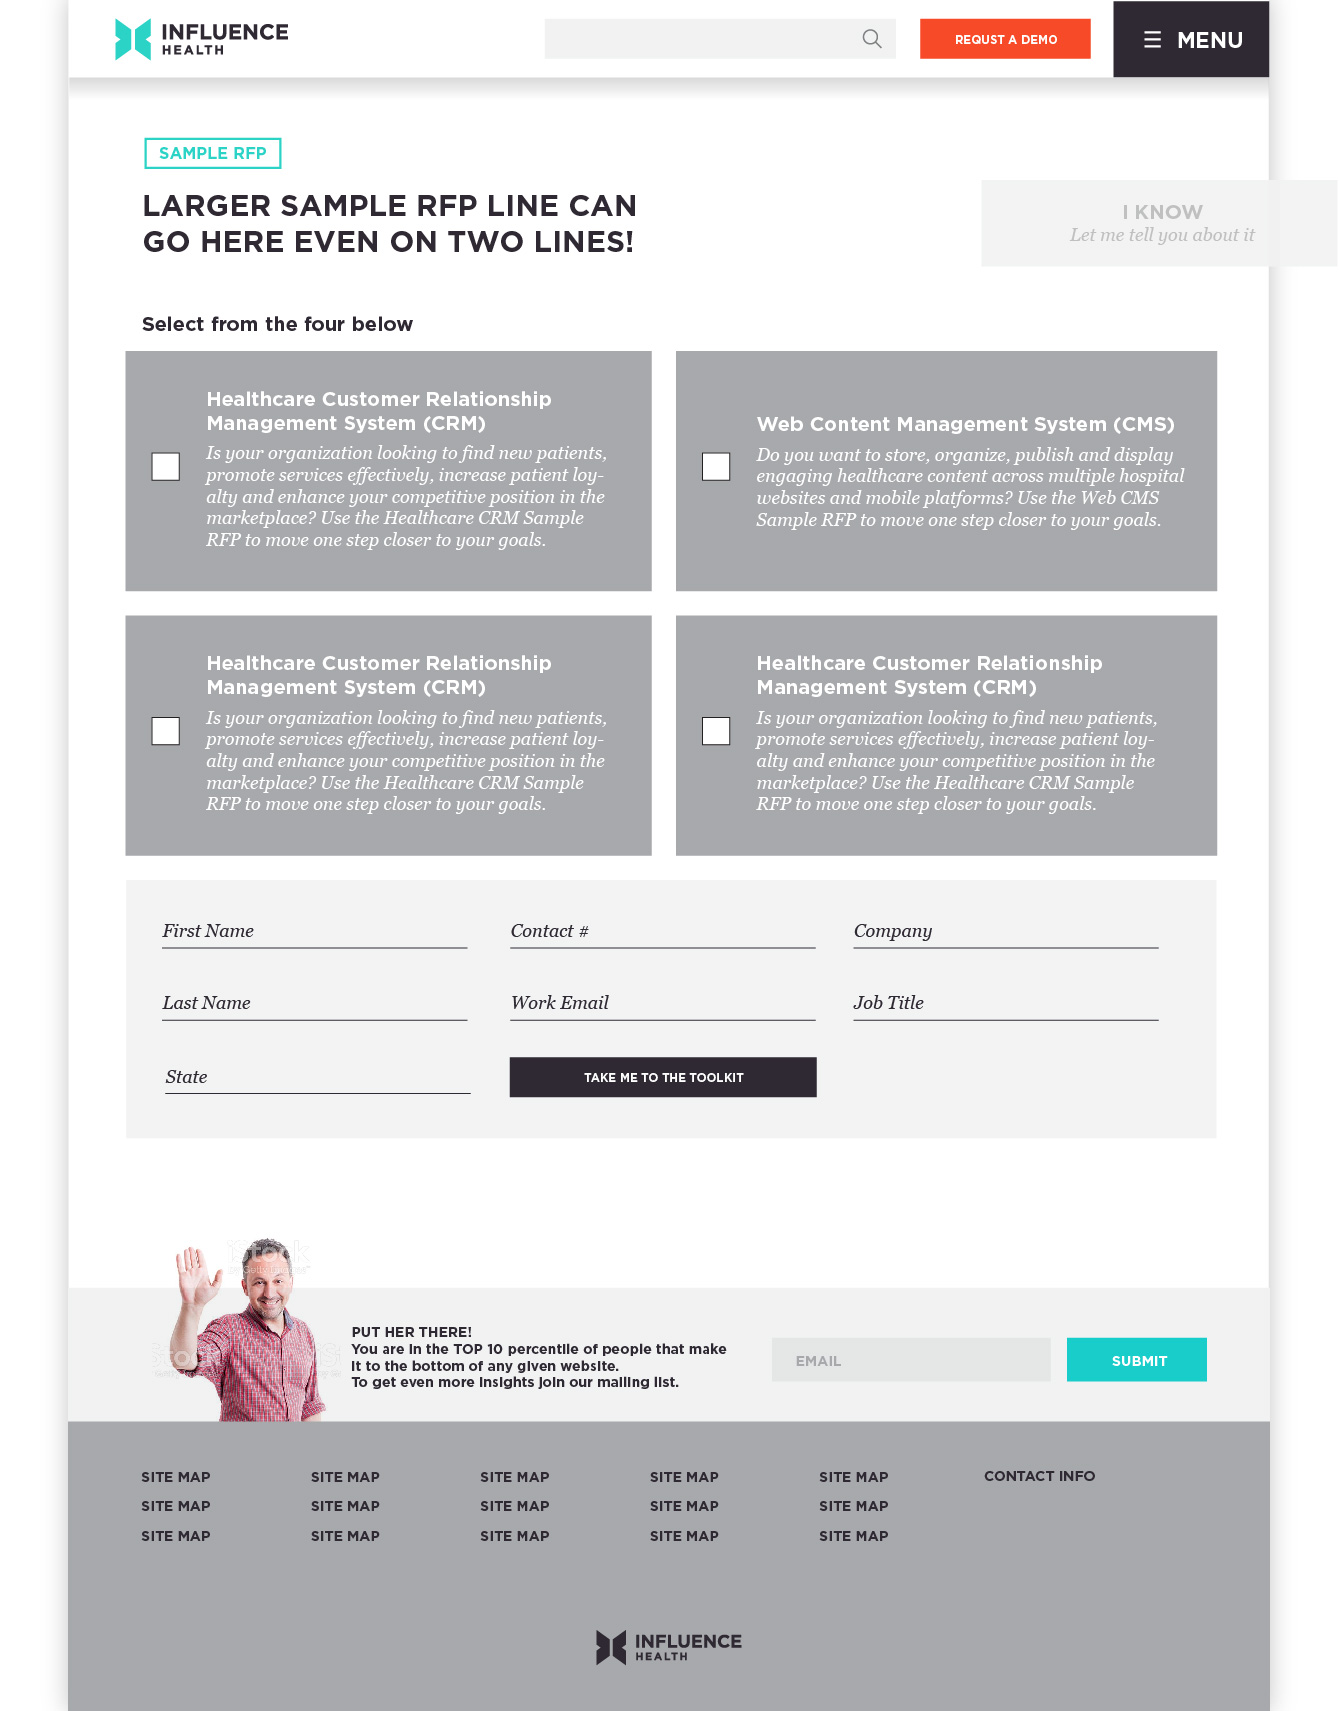 INFLUENCE
HEALTH
REQUST A DEMO
☰ MENU
SAMPLE RFP
LARGER SAMPLE RFP LINE CAN
GO HERE EVEN ON TWO LINES!
I KNOW
Let me tell you about it
Select from the four below
Healthcare Customer Relationship
Management System (CRM)
Is your organization looking to find new patients,
promote services effectively, increase patient loy-
alty and enhance your competitive position in the
marketplace? Use the Healthcare CRM Sample
RFP to move one step closer to your goals.
Web Content Management System (CMS)
Do you want to store, organize, publish and display
engaging healthcare content across multiple hospital
websites and mobile platforms? Use the Web CMS
Sample RFP to move one step closer to your goals.
Healthcare Customer Relationship
Management System (CRM)
Is your organization looking to find new patients,
promote services effectively, increase patient loy-
alty and enhance your competitive position in the
marketplace? Use the Healthcare CRM Sample
RFP to move one step closer to your goals.
Healthcare Customer Relationship
Management System (CRM)
Is your organization looking to find new patients,
promote services effectively, increase patient loy-
alty and enhance your competitive position in the
marketplace? Use the Healthcare CRM Sample
RFP to move one step closer to your goals.
First Name
Contact #
Company
Last Name
Work Email
Job Title
State
TAKE ME TO THE TOOLKIT
iStock
PUT HER THERE!
You are in the TOP 10 percentile of people that make
it to the bottom of any given website.
To get even more insights join our mailing list.
EMAIL
SUBMIT
SITE MAP SITE MAP SITE MAP SITE MAP SITE MAP CONTACT INFO
SITE MAP SITE MAP SITE MAP SITE MAP SITE MAP
SITE MAP SITE MAP SITE MAP SITE MAP SITE MAP
INFLUENCE
HEALTH